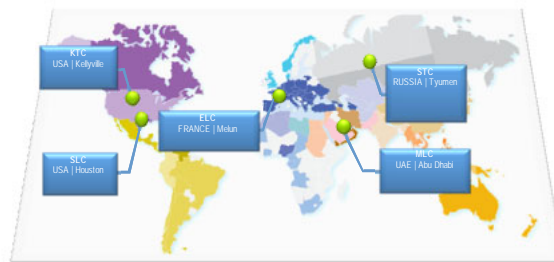 KTC
USA | Kellyville
STC
RUSSIA | Tyumen
ELC
FRANCE | Melun
SLC
USA | Houston
MLC
UAE | Abu Dhabi